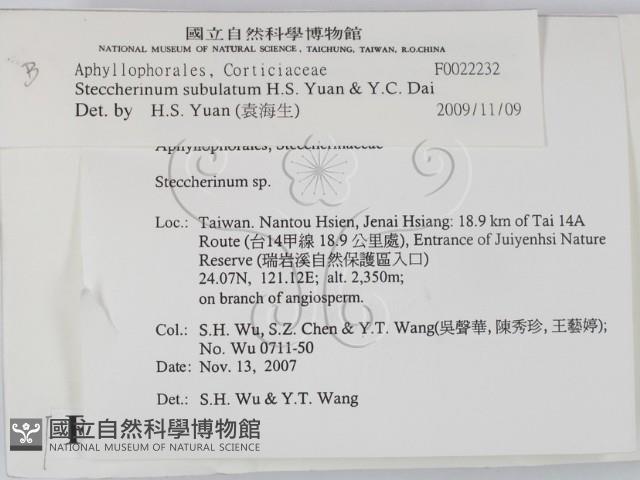 國立自然科學博物館
NATIONAL MUSEUM OF NATURAL SCIENCE, TAICHUNG, TAIWAN, R.O.CHINA
B
Aphyllophorales, Corticiaceae F0022232
Steccherinum subulatum H.S. Yuan & Y.C. Dai
Det. by H.S. Yuan (袁海生) 2009/11/09
Aphyllophorales, Steccherinaceae
Steccherinum sp.
Loc.: Taiwan. Nantou Hsien, Jenai Hsiang: 18.9 km of Tai 14A
Route (台14甲線 18.9 公里處), Entrance of Juiyenhsi Nature
Reserve (瑞岩溪自然保護區入口)
24.07N, 121.12E; alt. 2,350m;
on branch of angiosperm.
Col.: S.H. Wu, S.Z. Chen & Y.T. Wang(吳聲華, 陳秀珍, 王藝婷);
No. Wu 0711-50
Date: Nov. 13, 2007
Det.: S.H. Wu & Y.T. Wang
國立自然科學博物館
NATIONAL MUSEUM OF NATURAL SCIENCE